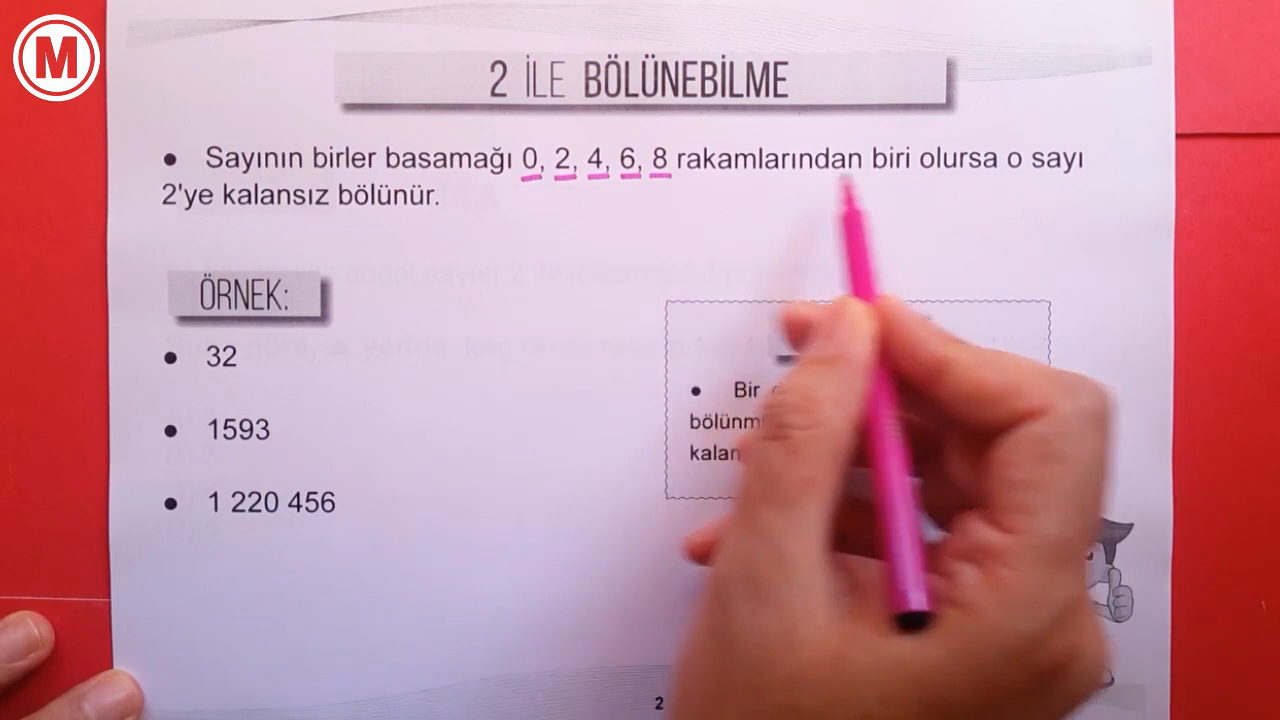 M
2 İLE BÖLÜNEBİLME
● Sayının birler basamağı 0, 2, 4, 6, 8 rakamlarından biri olursa o sayı
2'ye kalansız bölünür.
ÖRNEK:
● 32
● Bir
● 1593
bölünm
kalan
● 1 220 456
2